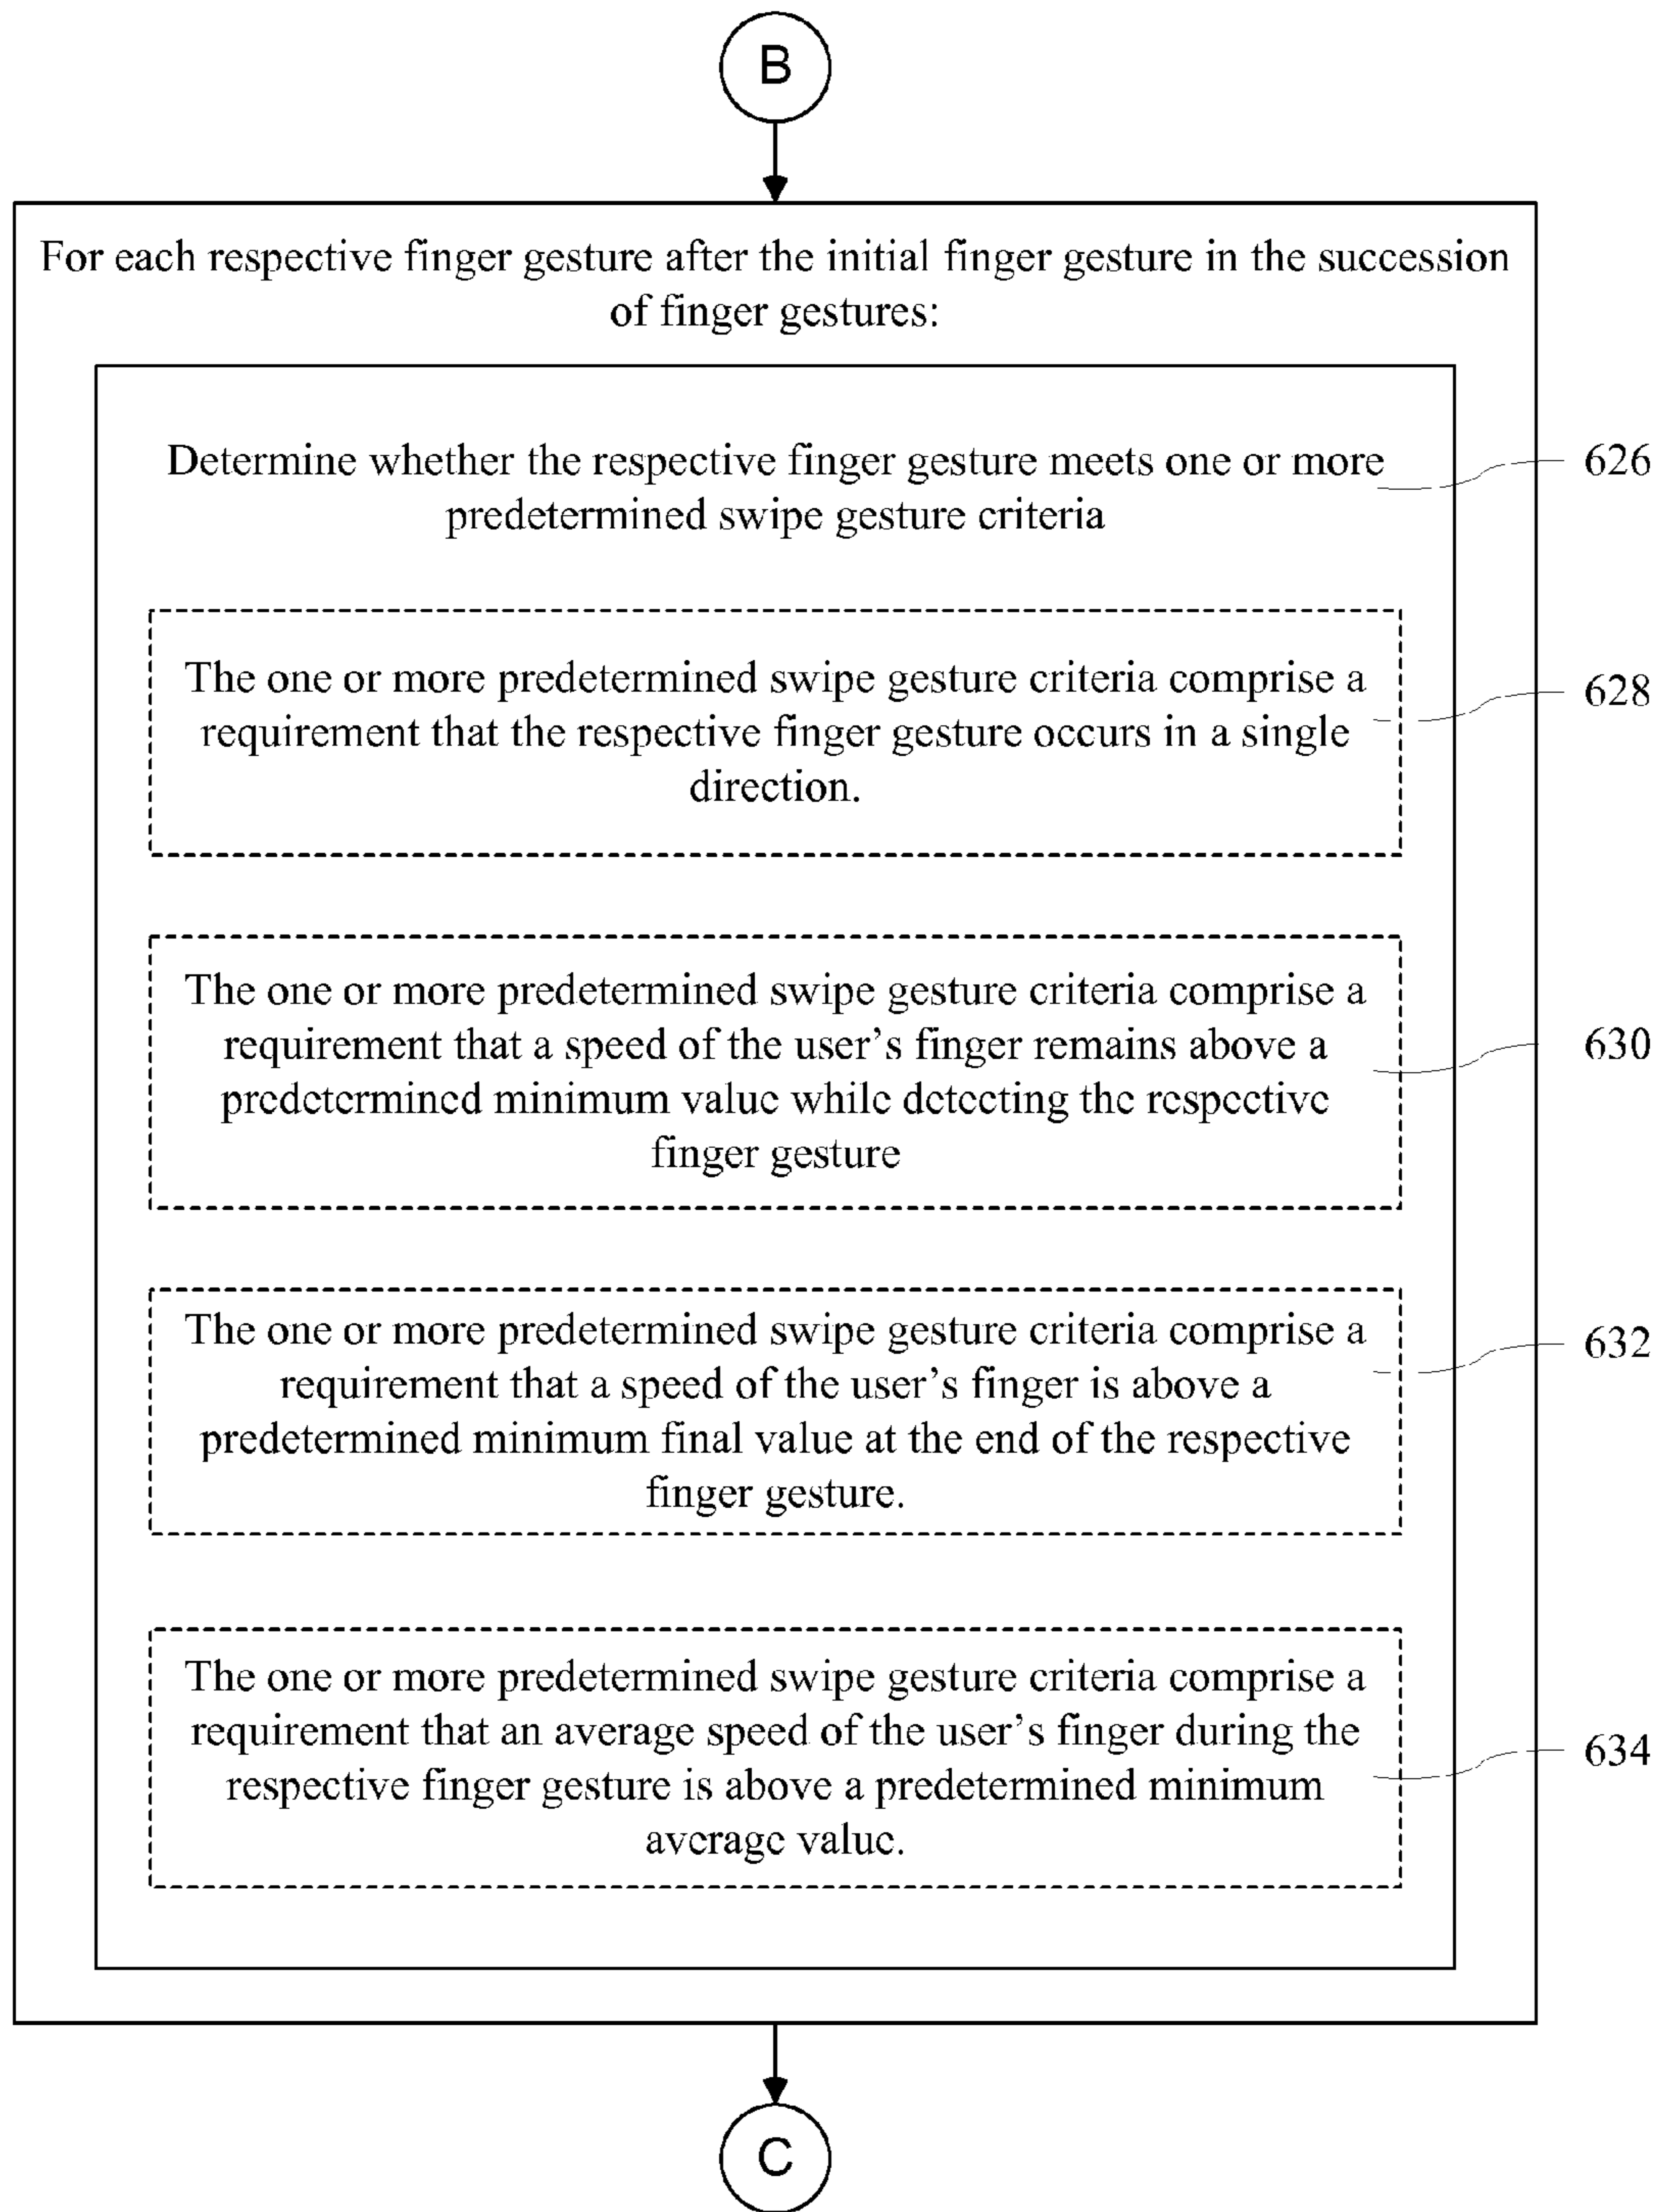 B
For each respective finger gesture after the initial finger gesture in the succession
of finger gestures:
Determine whether the respective finger gesture meets one or more
predetermined swipe gesture criteria
626
The one or more predetermined swipe gesture criteria comprise a
requirement that the respective finger gesture occurs in a single
direction.
628
The one or more predetermined swipe gesture criteria comprise a
requirement that a speed of the user’s finger remains above a
predetermined minimum value while detecting the respective
finger gesture
630
The one or more predetermined swipe gesture criteria comprise a
requirement that a speed of the user’s finger is above a
predetermined minimum final value at the end of the respective
finger gesture.
632
The one or more predetermined swipe gesture criteria comprise a
requirement that an average speed of the user’s finger during the
respective finger gesture is above a predetermined minimum
average value.
634
C